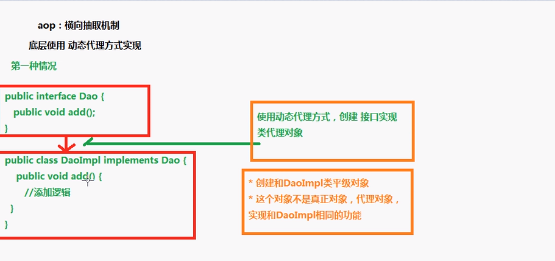 aop：横向抽取机制
底层使用 动态代理方式实现
第一种情况
public interface Dao {
public void add();
}
public class DaoImpl implements Dao {
public void add() {
//添加逻辑
}
}
使用动态代理方式，创建 接口实现
类代理对象
* 创建和DaoImpl类平级对象
* 这个对象不是真正对象，代理对象，
实现和DaoImpl相同的功能